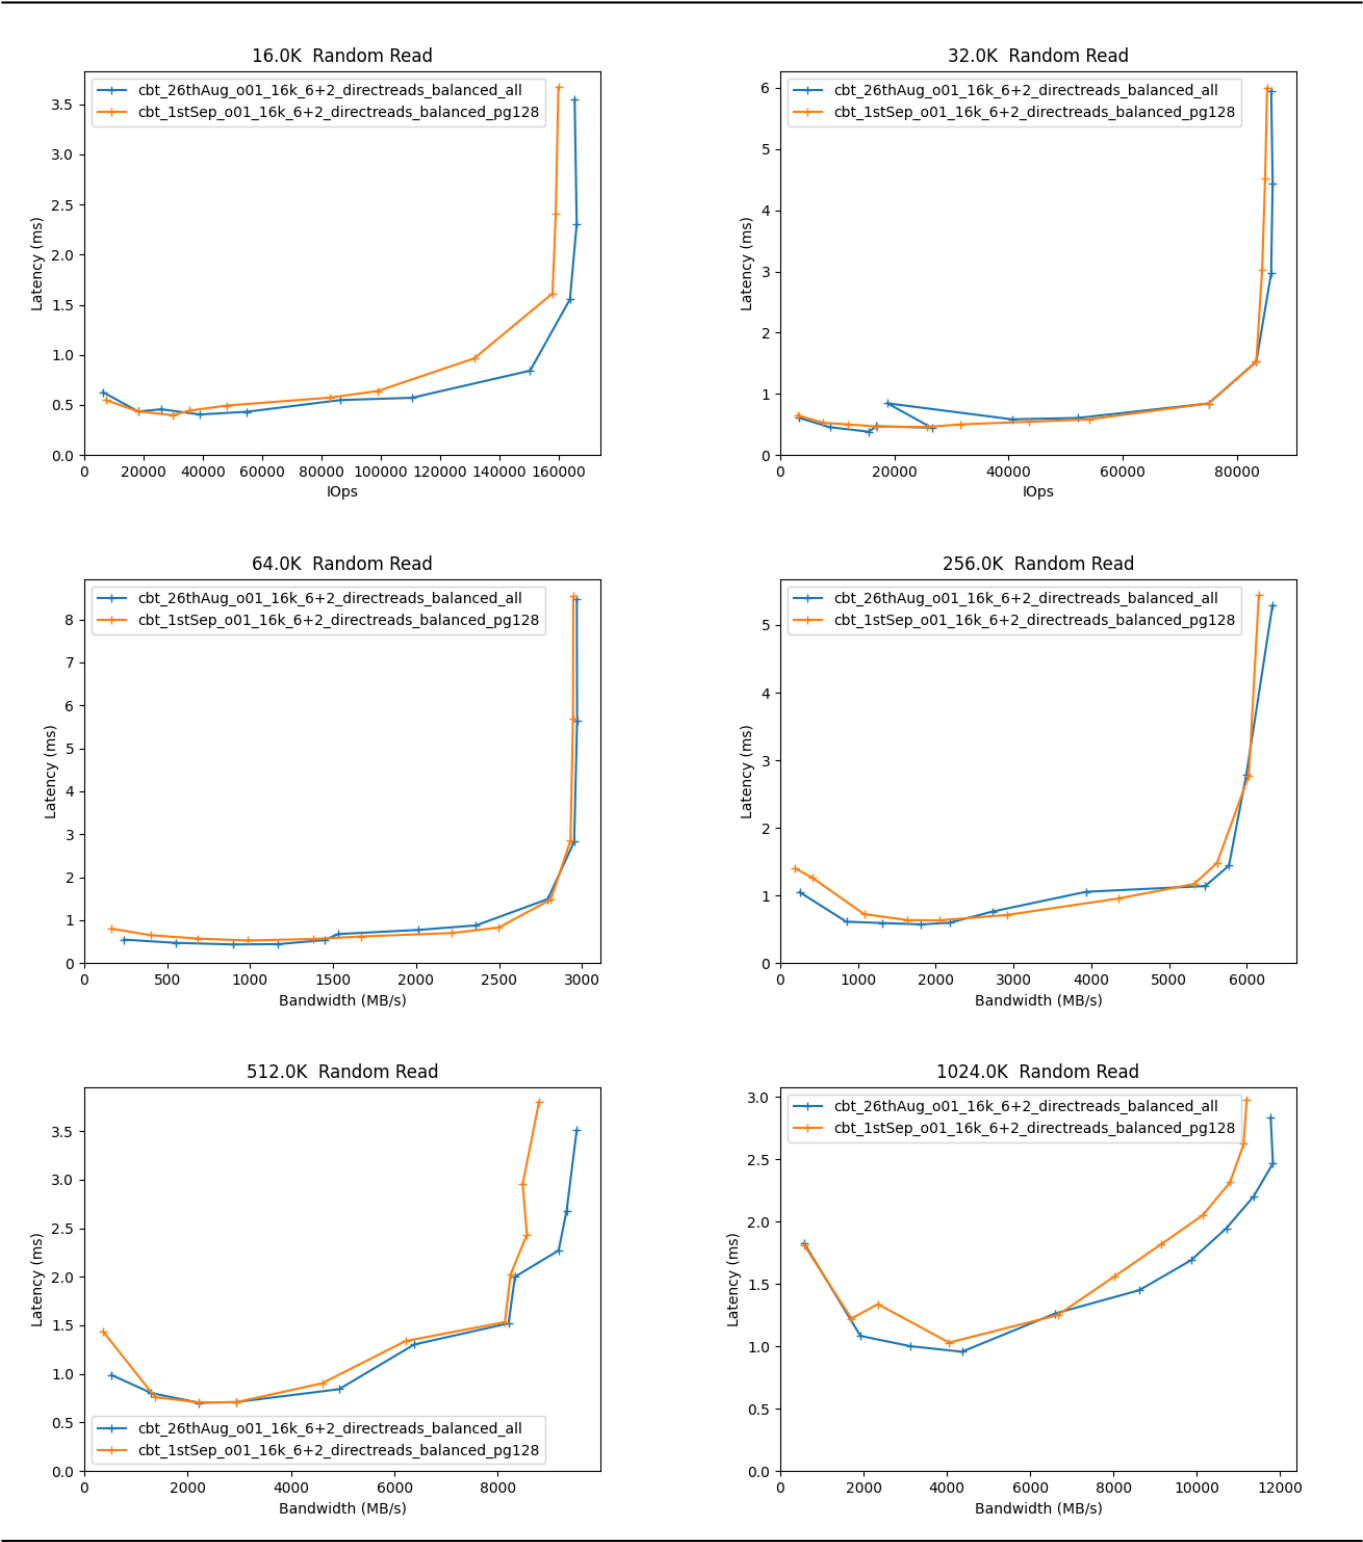 16.0K  Random Read
cbt_26thAug_o01_16k_6+2_directreads_balanced_all
cbt_1stSep_o01_16k_6+2_directreads_balanced_pg128
Latency (ms)
3.5
3.0
2.5
2.0
1.5
1.0
0.5
0.0
0 20000 40000 60000 80000 100000 120000 140000 160000
IOps
32.0K  Random Read
cbt_26thAug_o01_16k_6+2_directreads_balanced_all
cbt_1stSep_o01_16k_6+2_directreads_balanced_pg128
Latency (ms)
6
5
4
3
2
1
0
0 20000 40000 60000 80000
IOps
64.0K  Random Read
cbt_26thAug_o01_16k_6+2_directreads_balanced_all
cbt_1stSep_o01_16k_6+2_directreads_balanced_pg128
Latency (ms)
8
7
6
5
4
3
2
1
0
0 500 1000 1500 2000 2500 3000
Bandwidth (MB/s)
256.0K  Random Read
cbt_26thAug_o01_16k_6+2_directreads_balanced_all
cbt_1stSep_o01_16k_6+2_directreads_balanced_pg128
Latency (ms)
5
4
3
2
1
0
0 1000 2000 3000 4000 5000 6000
Bandwidth (MB/s)
512.0K  Random Read
Latency (ms)
3.5
3.0
2.5
2.0
1.5
1.0
0.5
0.0
cbt_26thAug_o01_16k_6+2_directreads_balanced_all
cbt_1stSep_o01_16k_6+2_directreads_balanced_pg128
0 2000 4000 6000 8000
Bandwidth (MB/s)
1024.0K  Random Read
cbt_26thAug_o01_16k_6+2_directreads_balanced_all
cbt_1stSep_o01_16k_6+2_directreads_balanced_pg128
Latency (ms)
3.0
2.5
2.0
1.5
1.0
0.5
0.0
0 2000 4000 6000 8000 10000 12000
Bandwidth (MB/s)